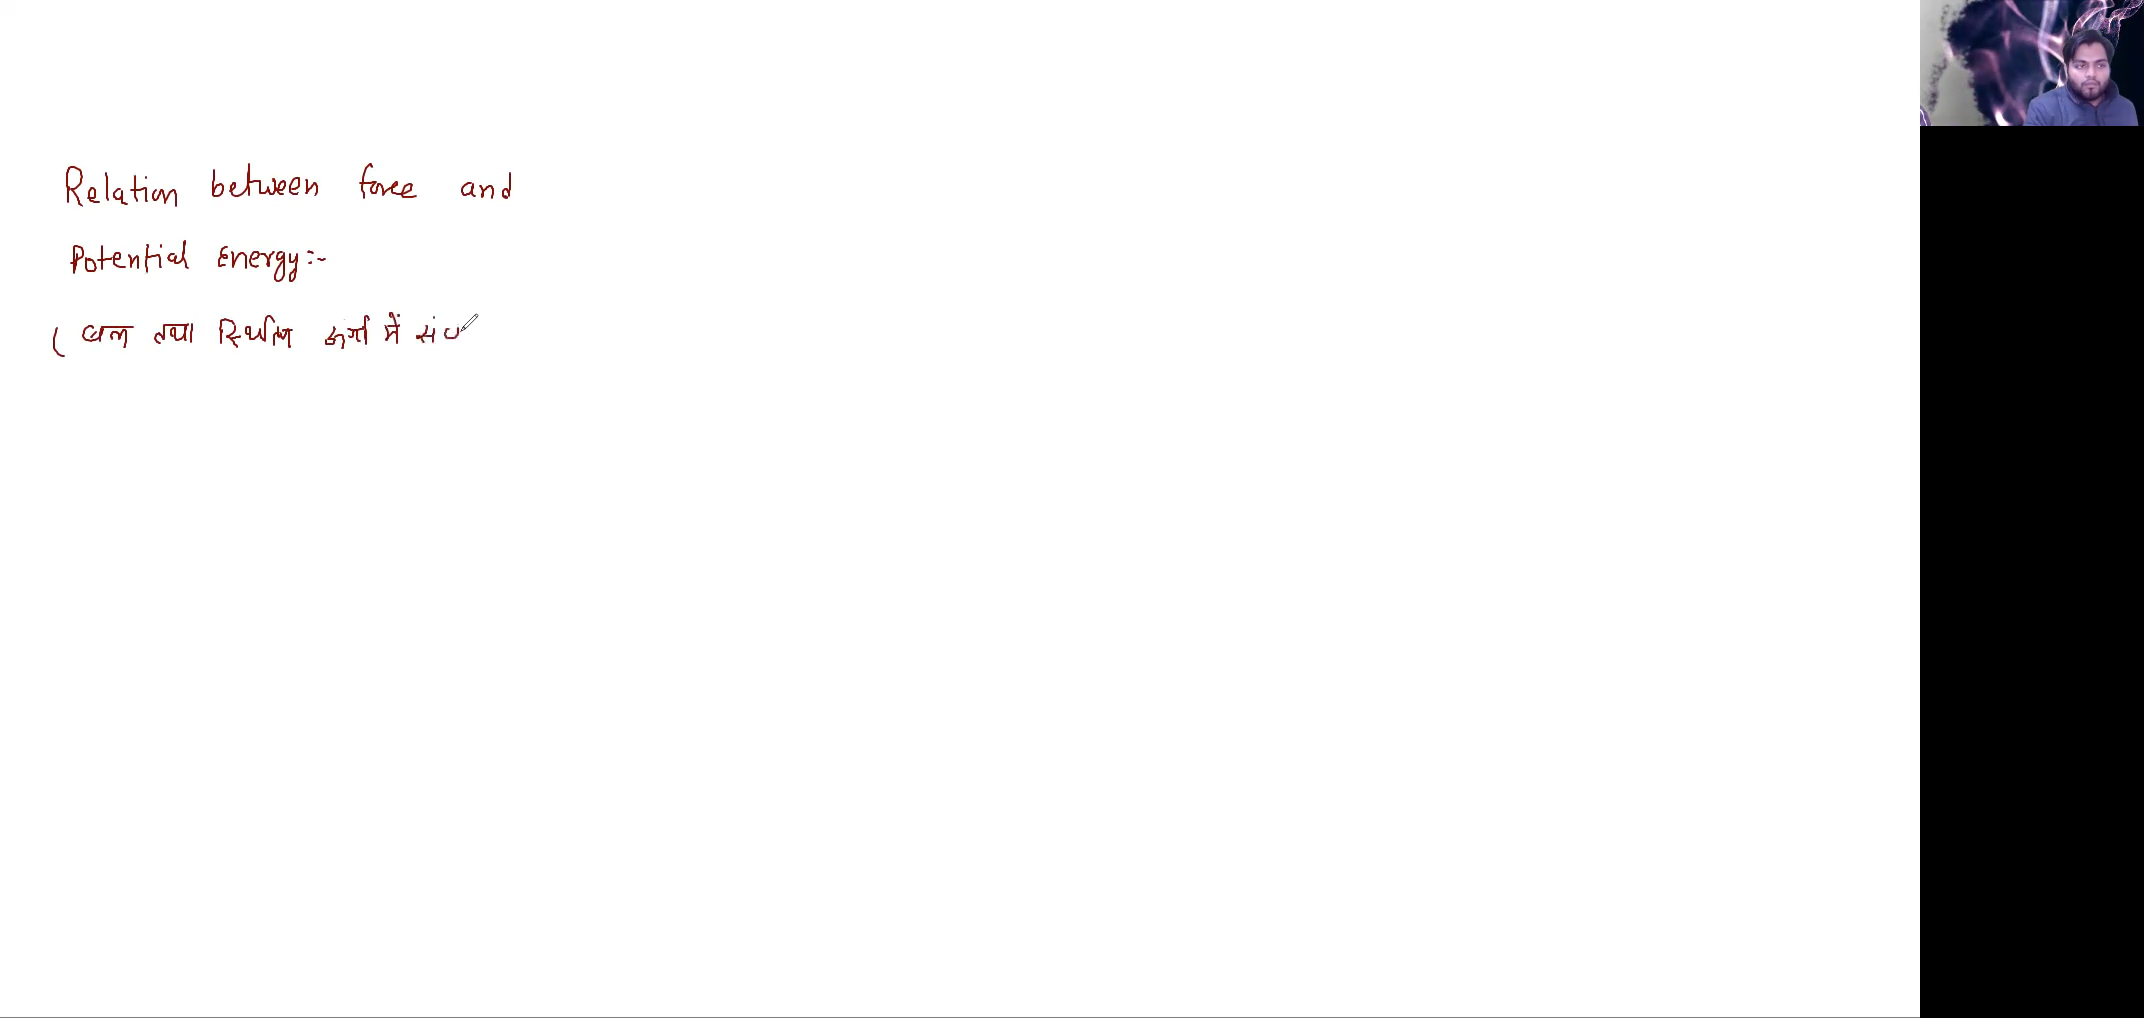 Relation between force and
Potential Energy:-
( बल तथा स्थितिज ऊर्जा में संब